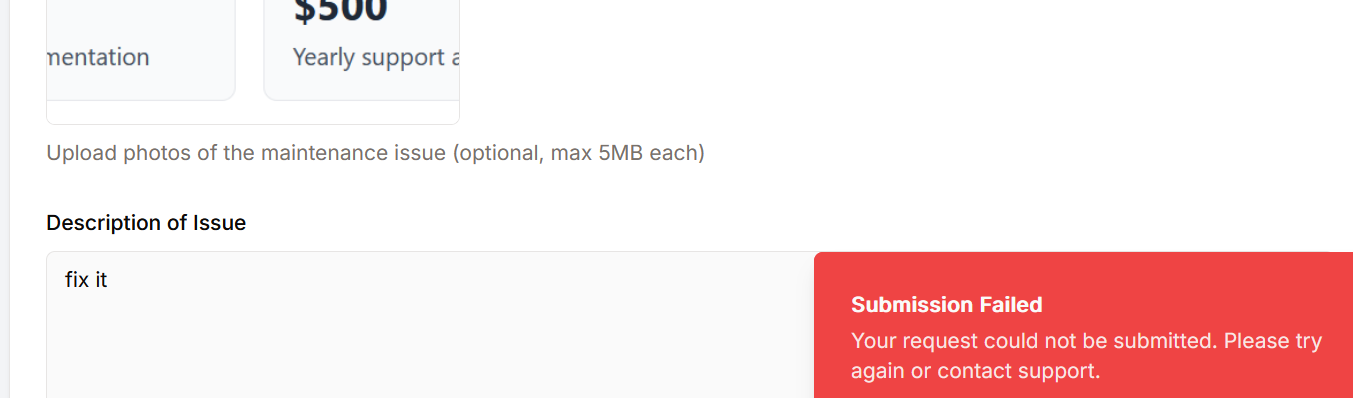 $500
mentation
Yearly support a
Upload photos of the maintenance issue (optional, max 5MB each)
Description of Issue
fix it
Submission Failed
Your request could not be submitted. Please try
again or contact support.